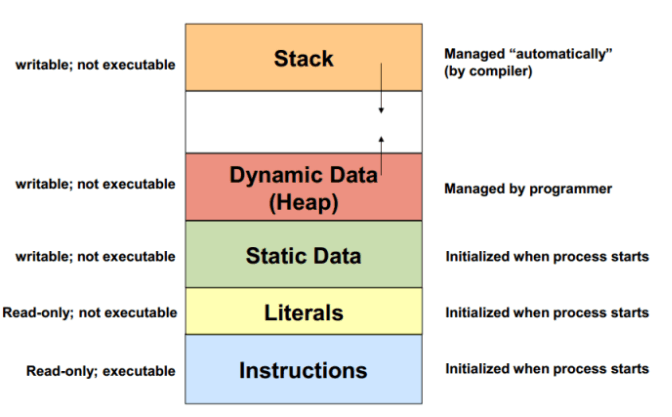 writable; not executable
Stack
Managed “automatically”
(by compiler)
writable; not executable
Dynamic Data
(Heap)
Managed by programmer
writable; not executable
Static Data
Initialized when process starts
Read-only; not executable
Literals
Initialized when process starts
Read-only; executable
Instructions
Initialized when process starts